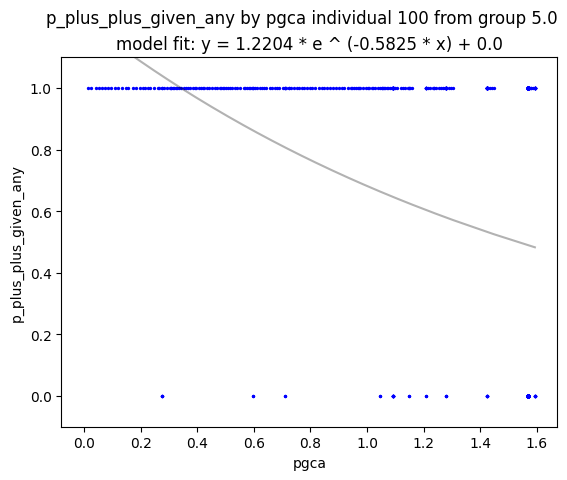 p_plus_plus_given_any by pgca individual 100 from group 5.0
model fit: y = 1.2204 * e ^ (-0.5825 * x) + 0.0
1.0
0.8
0.6
0.4
0.2
0.0
p_plus_plus_given_any
0.0 0.2 0.4 0.6 0.8 1.0 1.2 1.4 1.6
pgca